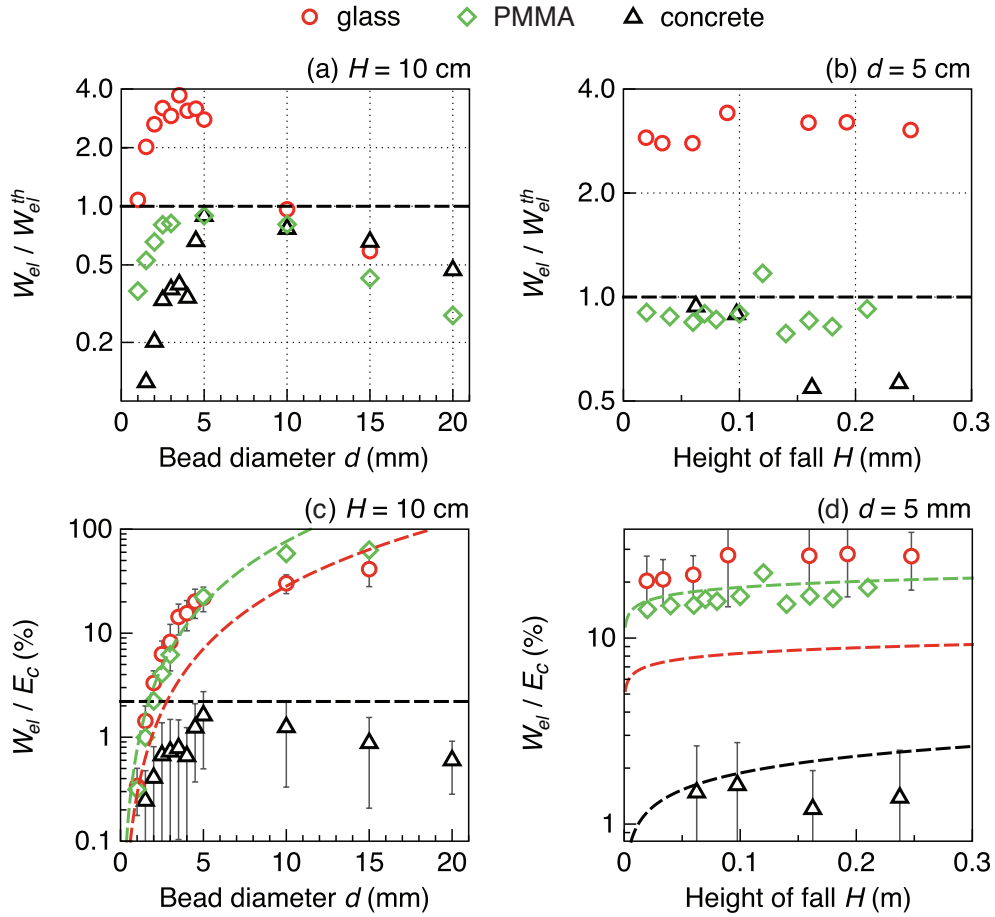 glass PMMA concrete
(a) H = 10 cm
W_el / W_el^th
4.0
2.0
1.0
0.5
0.2
0 5 10 15 20
Bead diameter d (mm)
(b) d = 5 cm
W_el / W_el^th
4.0
2.0
1.0
0.5
0 0.1 0.2 0.3
Height of fall H (mm)
(c) H = 10 cm
W_el / E_c (%)
100
10
1
0.1
0 5 10 15 20
Bead diameter d (mm)
(d) d = 5 mm
W_el / E_c (%)
10
1
0 0.1 0.2 0.3
Height of fall H (m)